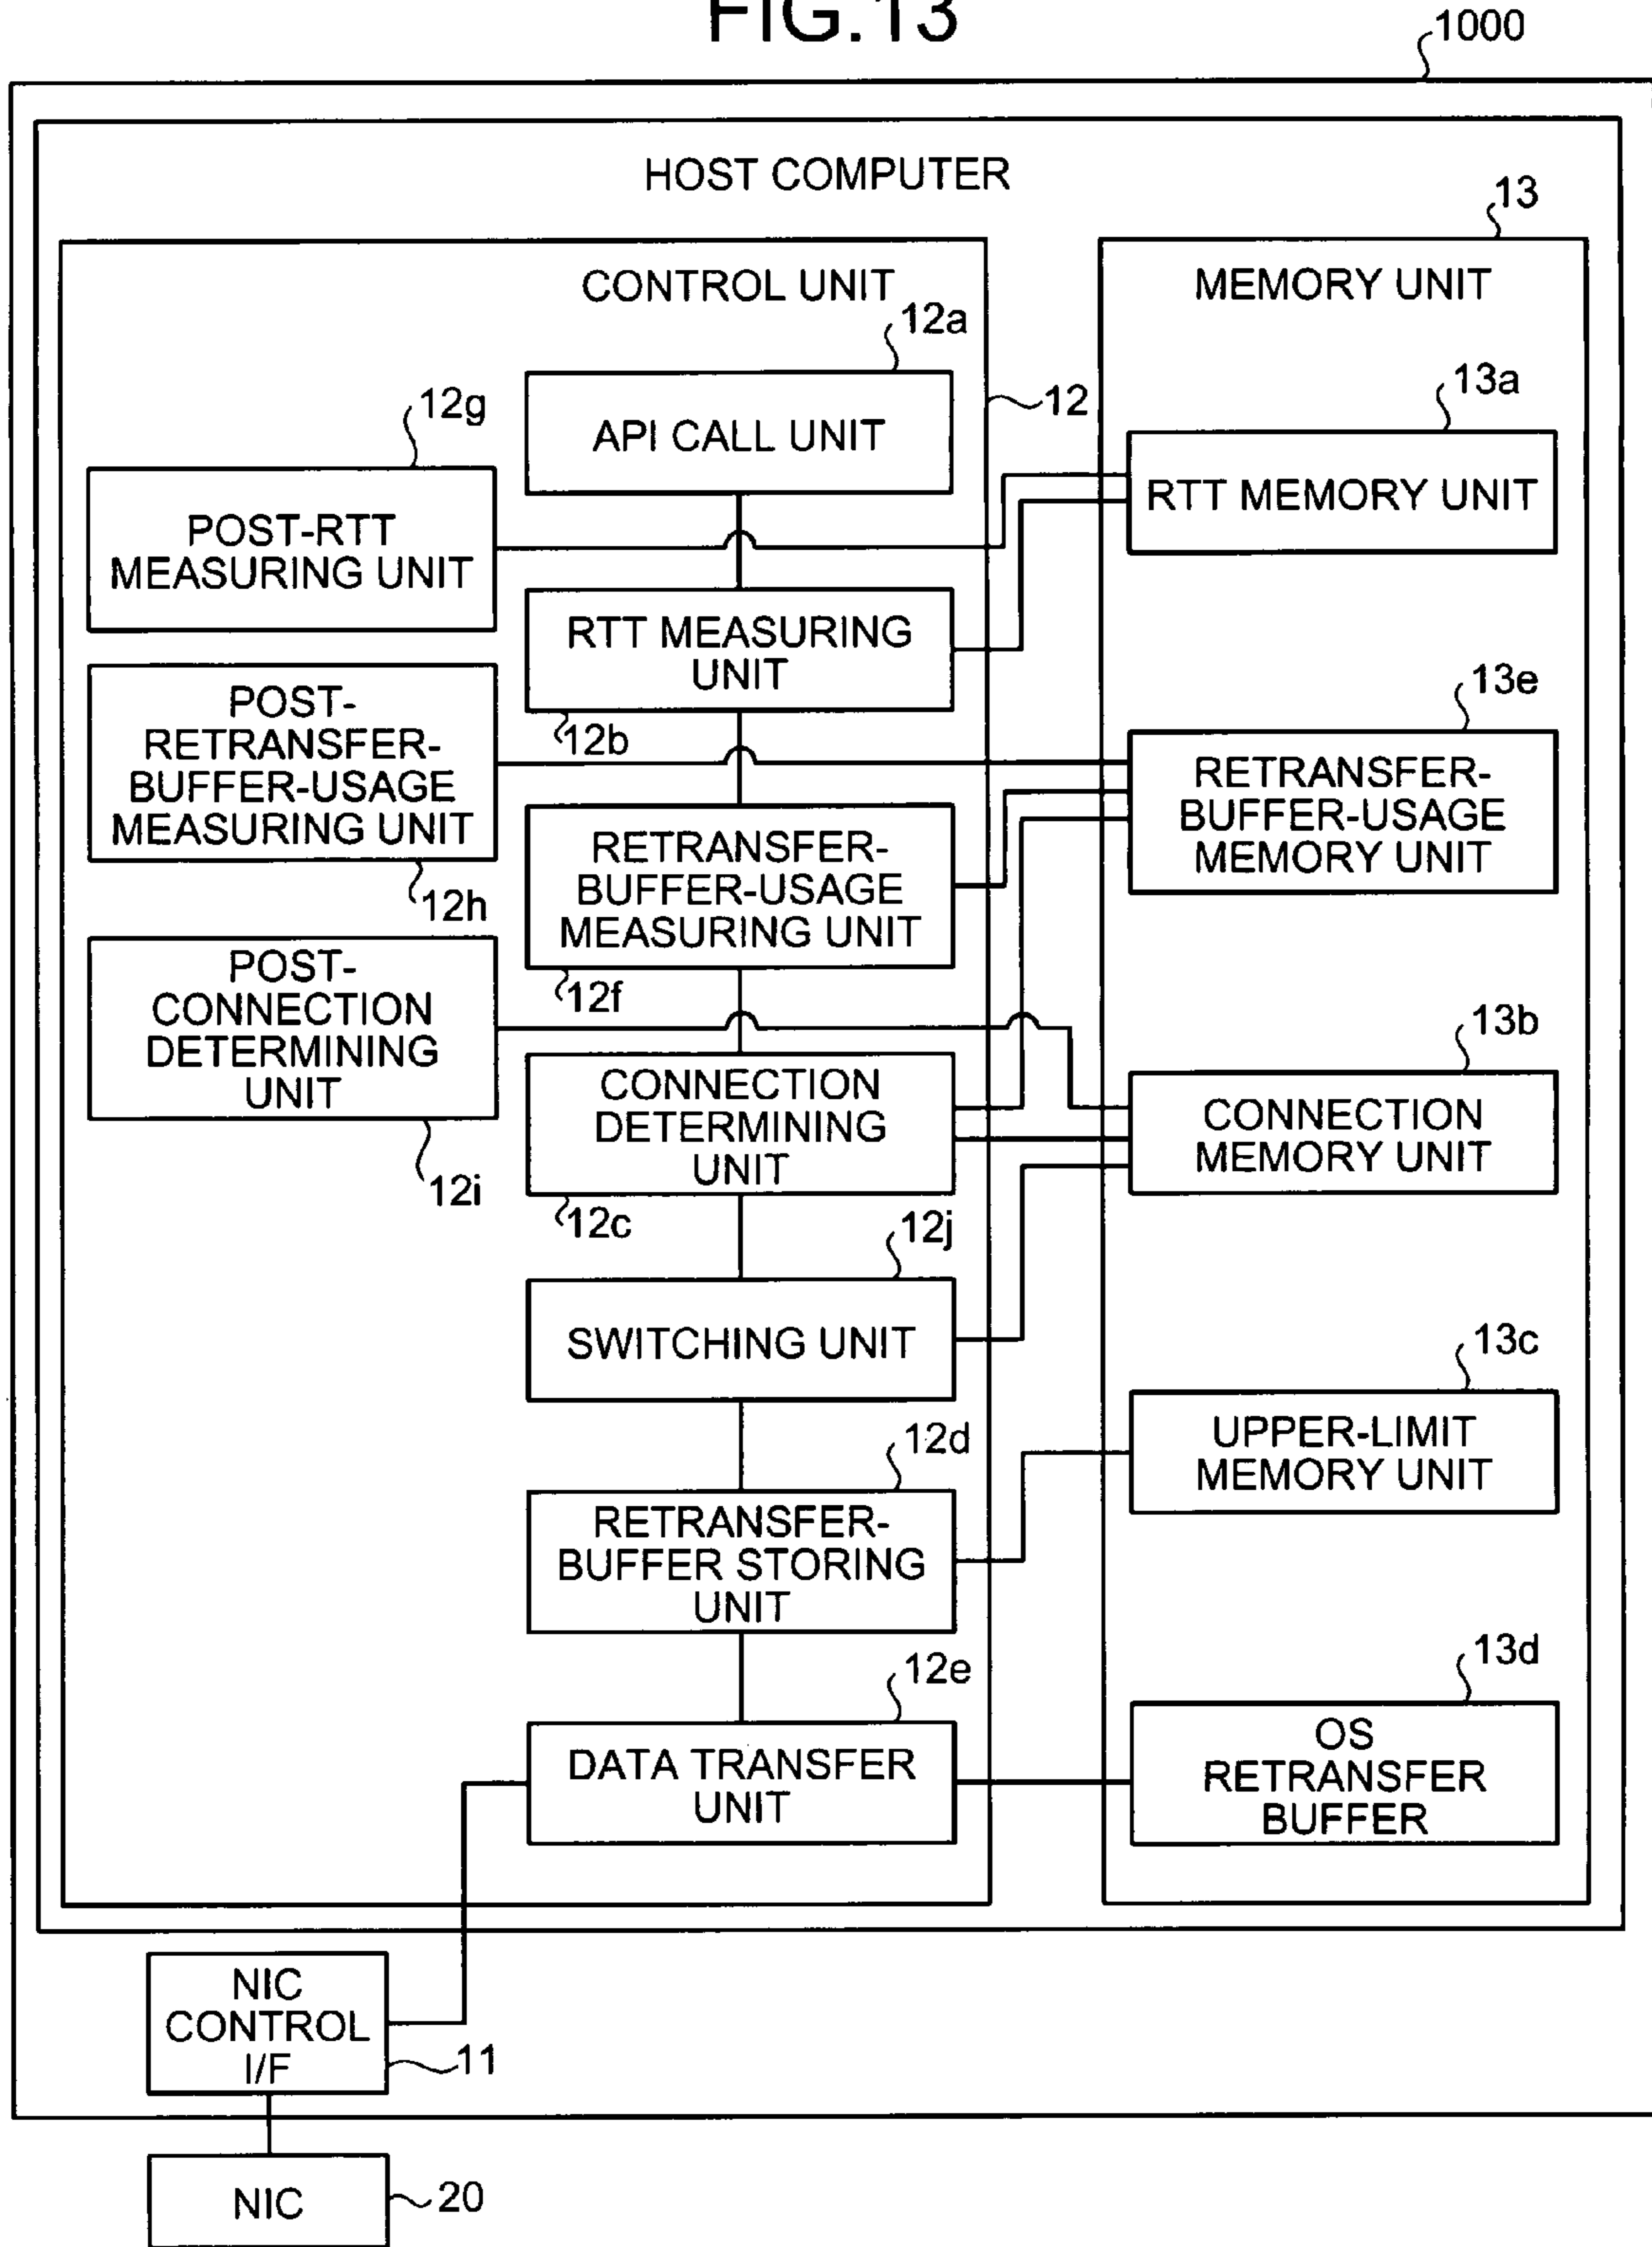 FIG.13
1000
HOST COMPUTER
13
CONTROL UNIT
MEMORY UNIT
12a
API CALL UNIT
12
13a
RTT MEMORY UNIT
12g
POST-RTT
MEASURING UNIT
RTT MEASURING
UNIT
12b
13e
RETRANSFER-
BUFFER-USAGE
MEMORY UNIT
POST-
RETRANSFER-
BUFFER-USAGE
MEASURING UNIT
12h
RETRANSFER-
BUFFER-USAGE
MEASURING UNIT
12f
POST-
CONNECTION
DETERMINING
UNIT
12i
13b
CONNECTION
MEMORY UNIT
CONNECTION
DETERMINING
UNIT
12c
12j
SWITCHING UNIT
13c
UPPER-LIMIT
MEMORY UNIT
12d
RETRANSFER-
BUFFER STORING
UNIT
13d
OS
RETRANSFER
BUFFER
12e
DATA TRANSFER
UNIT
NIC
CONTROL
I/F
11
NIC
20